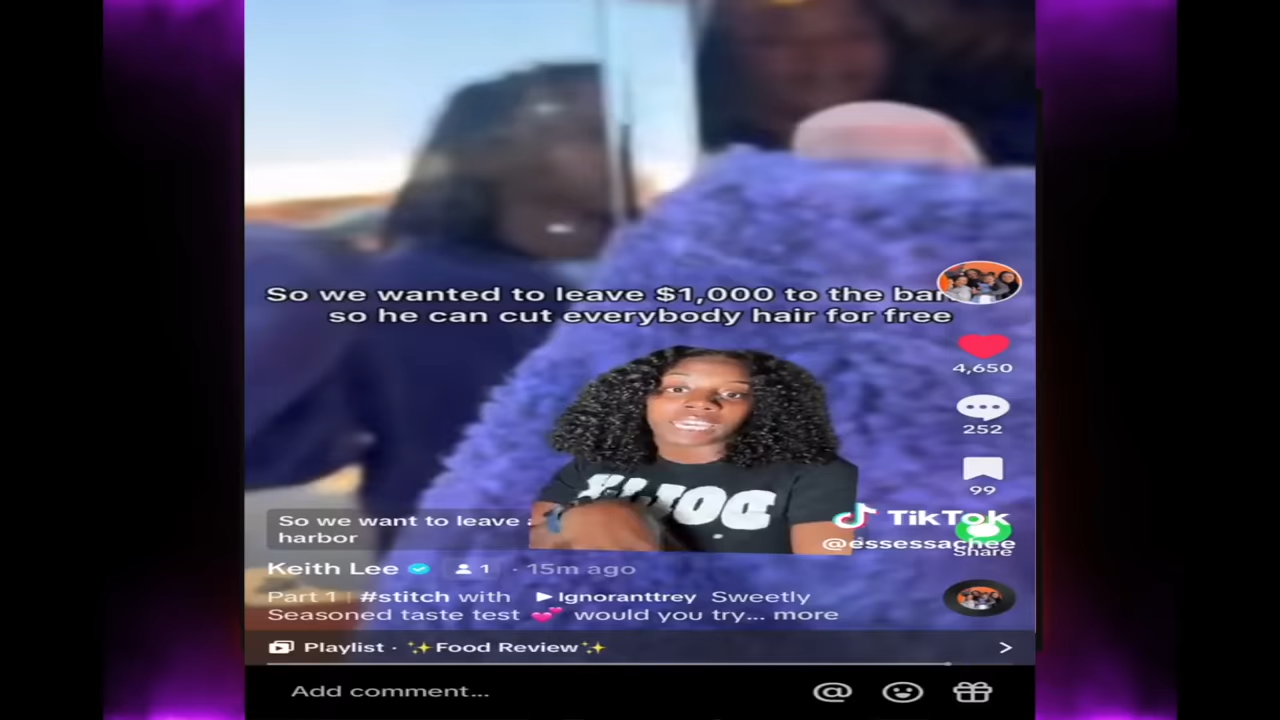 So we wanted to leave $1,000 to the bar
so he can cut everybody hair for free
4,650
252
99
So we want to leave
harbor
TikTok
@essessachee
Share
Keith Lee 1 · 15m ago
Part 1 | #stitch with Ignoranttrey Sweetly
Seasoned taste test 💞 would you try... more
Playlist · ✨Food Review✨
Add comment...